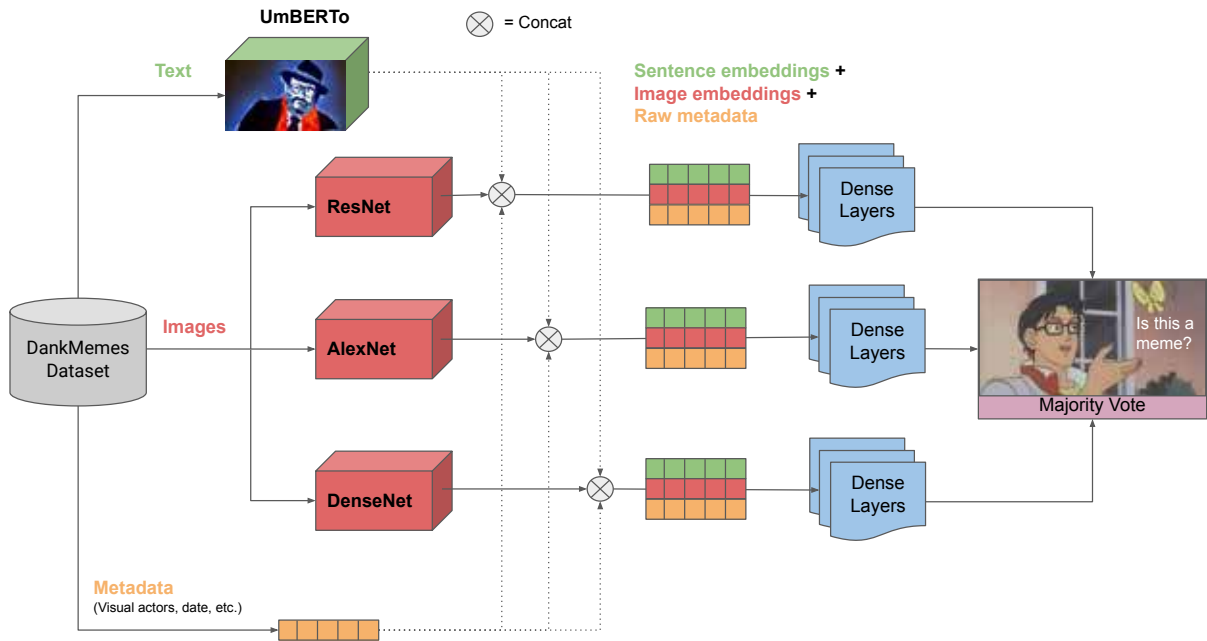 UmBERTo
= Concat
Text
Sentence embeddings +
Image embeddings +
Raw metadata
ResNet
Dense
Layers
Images
DankMemes
Dataset
AlexNet
Dense
Layers
Is this a
meme?
Majority Vote
DenseNet
Dense
Layers
Metadata
(Visual actors, date, etc.)